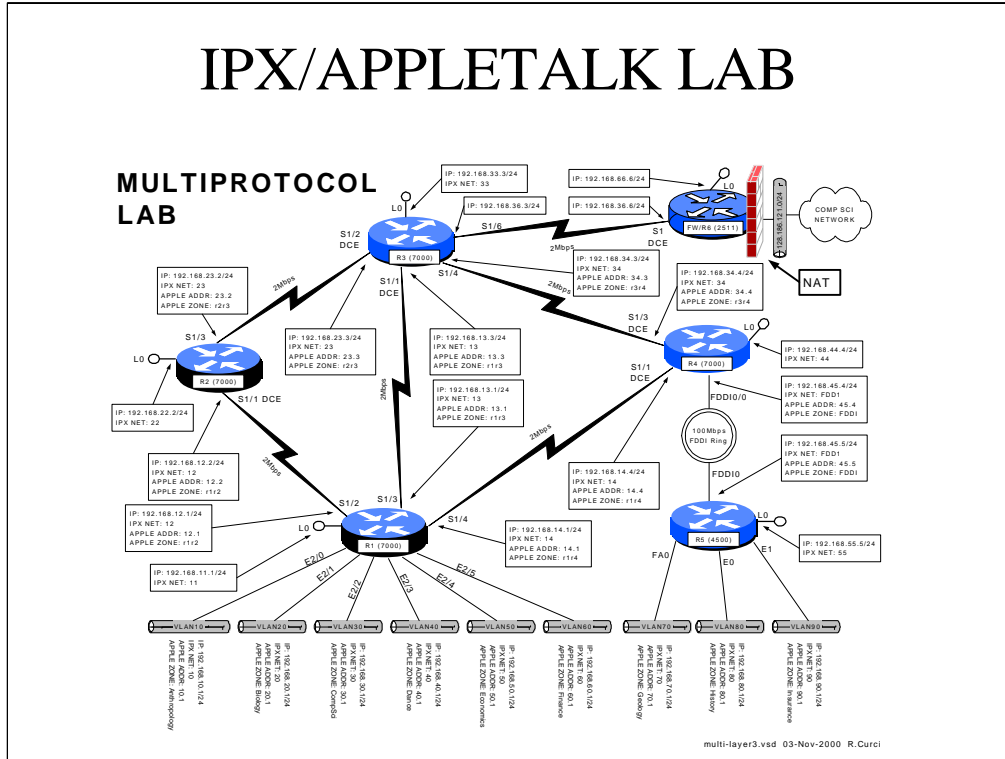 IPX/APPLETALK LAB
MULTIPROTOCOL
LAB
IP: 192.168.33.3/24
IPX NET: 33
L0
IP: 192.168.36.3/24
S1/2
DCE
R3 (7000)
S1/6
S1/4
S1/1
DCE
2Mbps
IP: 192.168.66.6/24
IP: 192.168.36.6/24
L0
S1
DCE
FW/R6 (2511)
128.186.121.0/24
COMP SCI
NETWORK
NAT
IP: 192.168.34.3/24
IPX NET: 34
APPLE ADDR: 34.3
APPLE ZONE: r3r4
IP: 192.168.34.4/24
IPX NET: 34
APPLE ADDR: 34.4
APPLE ZONE: r3r4
2Mbps
IP: 192.168.23.2/24
IPX NET: 23
APPLE ADDR: 23.2
APPLE ZONE: r2r3
2Mbps
IP: 192.168.23.3/24
IPX NET: 23
APPLE ADDR: 23.3
APPLE ZONE: r2r3
IP: 192.168.13.3/24
IPX NET: 13
APPLE ADDR: 13.3
APPLE ZONE: r1r3
IP: 192.168.13.1/24
IPX NET: 13
APPLE ADDR: 13.1
APPLE ZONE: r1r3
2Mbps
S1/3
L0
R2 (7000)
S1/1 DCE
IP: 192.168.22.2/24
IPX NET: 22
S1/3
DCE
L0
R4 (7000)
S1/1
DCE
IP: 192.168.44.4/24
IPX NET: 44
FDDI0/0
IP: 192.168.45.4/24
IPX NET: FDD1
APPLE ADDR: 45.4
APPLE ZONE: FDDI
100Mbps
FDDI Ring
IP: 192.168.45.5/24
IPX NET: FDD1
APPLE ADDR: 45.5
APPLE ZONE: FDDI
FDDI0
2Mbps
IP: 192.168.12.2/24
IPX NET: 12
APPLE ADDR: 12.2
APPLE ZONE: r1r2
2Mbps
IP: 192.168.14.4/24
IPX NET: 14
APPLE ADDR: 14.4
APPLE ZONE: r1r4
IP: 192.168.12.1/24
IPX NET: 12
APPLE ADDR: 12.1
APPLE ZONE: r1r2
S1/2
S1/3
S1/4
L0
R1 (7000)
IP: 192.168.14.1/24
IPX NET: 14
APPLE ADDR: 14.1
APPLE ZONE: r1r4
IP: 192.168.11.1/24
IPX NET: 11
L0
R5 (4500)
IP: 192.168.55.5/24
IPX NET: 55
E2/0
E2/1
E2/2
E2/3
E2/4
E2/5
FA0
E0
E1
VLAN10
VLAN20
VLAN30
VLAN40
VLAN50
VLAN60
VLAN70
VLAN80
VLAN90
IP: 192.168.10.1/24
IPX NET: 10
APPLE ADDR: 10.1
APPLE ZONE: Anthropology
IP: 192.168.20.1/24
IPX NET: 20
APPLE ADDR: 20.1
APPLE ZONE: Biology
IP: 192.168.30.1/24
IPX NET: 30
APPLE ADDR: 30.1
APPLE ZONE: CompSci
IP: 192.168.40.1/24
IPX NET: 40
APPLE ADDR: 40.1
APPLE ZONE: Dance
IP: 192.168.50.1/24
IPX NET: 50
APPLE ADDR: 50.1
APPLE ZONE: Economics
IP: 192.168.60.1/24
IPX NET: 60
APPLE ADDR: 60.1
APPLE ZONE: Finance
IP: 192.168.70.1/24
IPX NET: 70
APPLE ADDR: 70.1
APPLE ZONE: Geology
IP: 192.168.80.1/24
IPX NET: 80
APPLE ADDR: 80.1
APPLE ZONE: History
IP: 192.168.90.1/24
IPX NET: 90
APPLE ADDR: 90.1
APPLE ZONE: Insurance
multi-layer3.vsd 03-Nov-2000 R.Curci